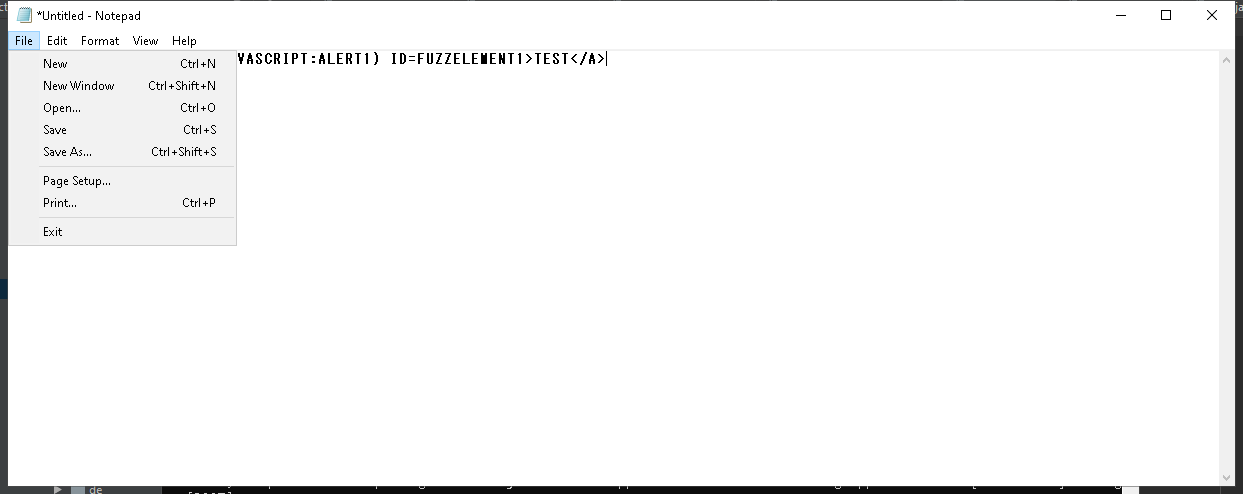 *Untitled - Notepad
File Edit Format View Help
VASCRIPT:ALERT1) ID=FUZZELEMENT1>TEST</A>
New Ctrl+N
New Window Ctrl+Shift+N
Open... Ctrl+O
Save Ctrl+S
Save As... Ctrl+Shift+S
Page Setup...
Print... Ctrl+P
Exit
de